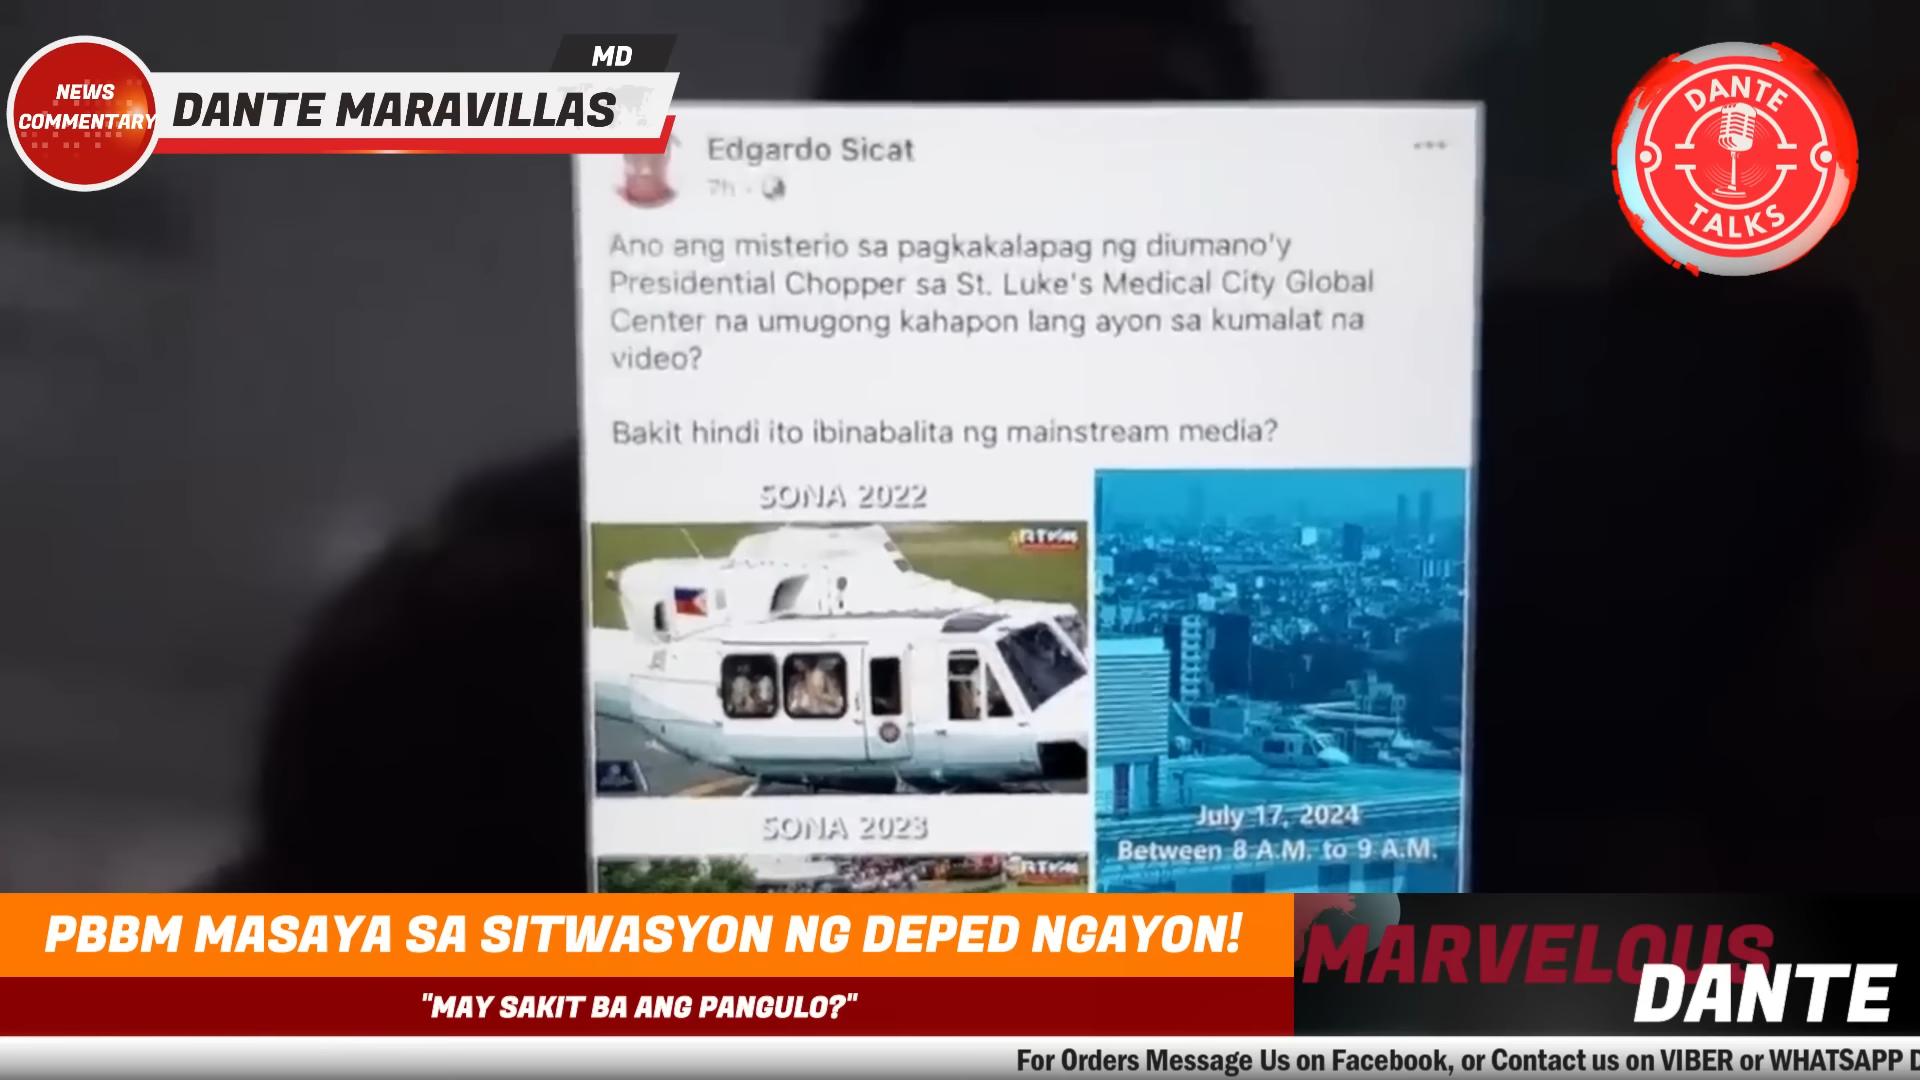 MD
NEWS
COMMENTARY
DANTE MARAVILLAS
DANTE
TALKS
Edgardo Sicat
7h
Ano ang misterio sa pagkakalapag ng diumano'y
Presidential Chopper sa St. Luke's Medical City Global
Center na umugong kahapon lang ayon sa kumalat na
video?
Bakit hindi ito ibinabalita ng mainstream media?
SONA 2022
RTVM
SONA 2023
RTVM
July 17, 2024
Between 8 A.M. to 9 A.M.
PBBM MASAYA SA SITWASYON NG DEPED NGAYON!
"MAY SAKIT BA ANG PANGULO?"
MARVELOUS
DANTE
For Orders Message Us on Facebook, or Contact us on VIBER or WHATSAPP